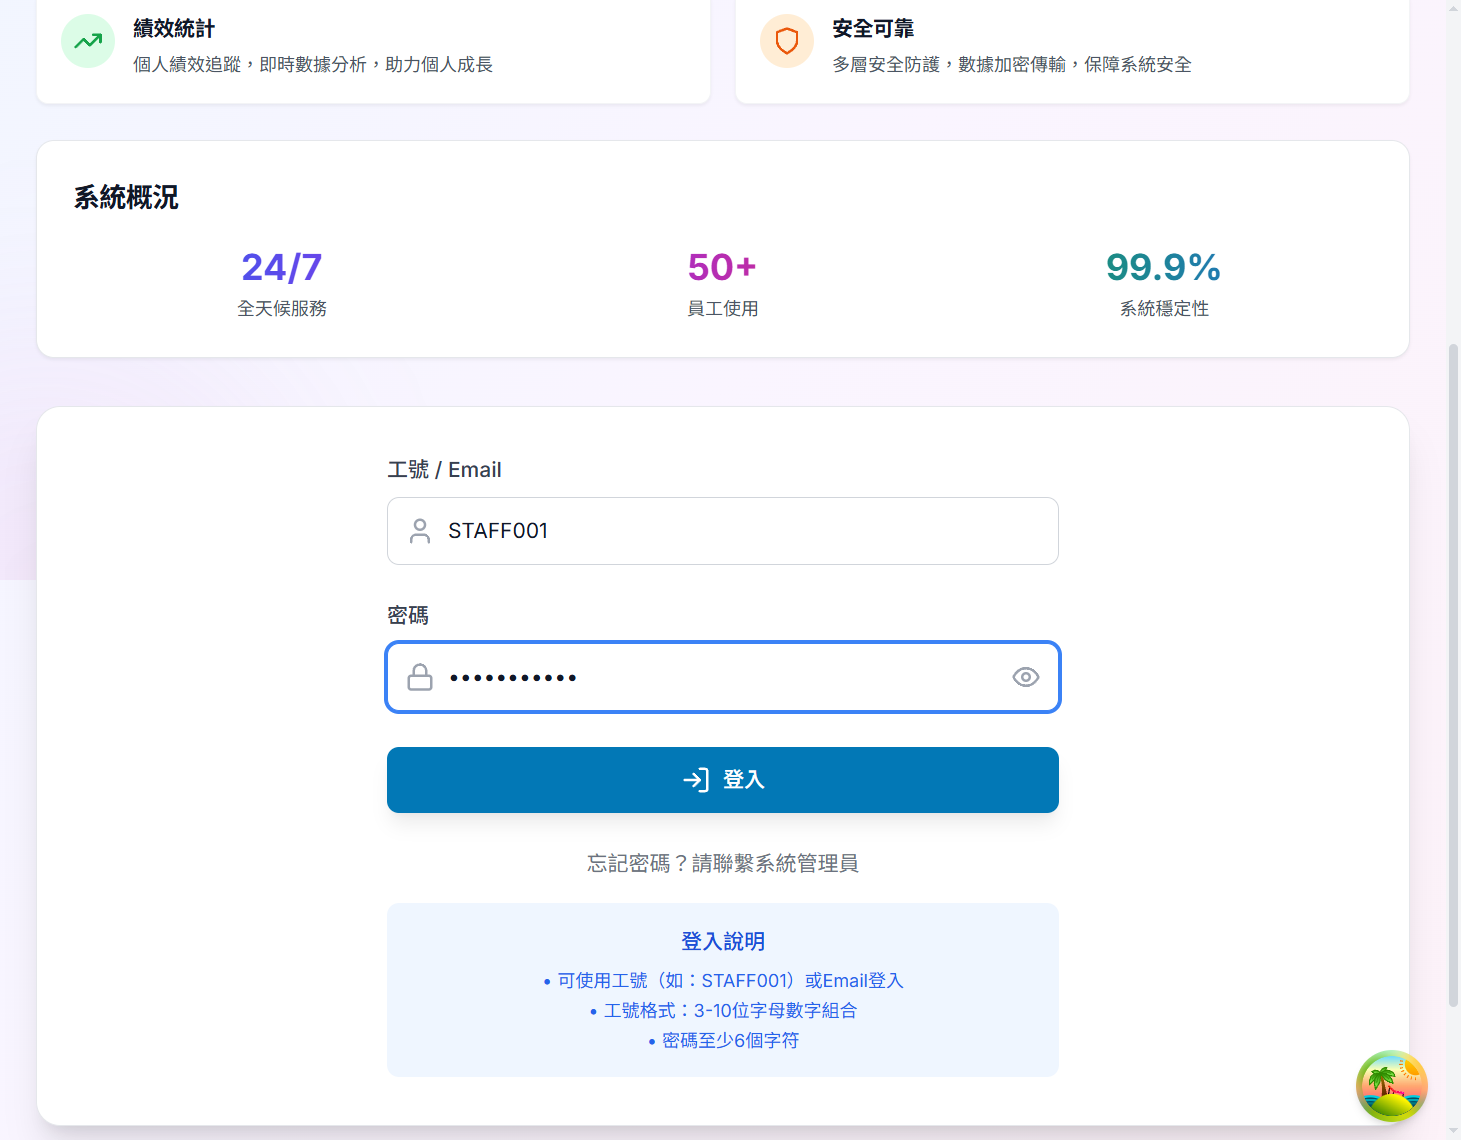 績效統計
個人績效追蹤，即時數據分析，助力個人成長
安全可靠
多層安全防護，數據加密傳輸，保障系統安全
系統概況
24/7
全天候服務
50+
員工使用
99.9%
系統穩定性
工號 / Email
STAFF001
密碼
•••••••••••
登入
忘記密碼？請聯繫系統管理員
登入說明
• 可使用工號（如：STAFF001）或Email登入
• 工號格式：3-10位字母數字組合
• 密碼至少6個字符